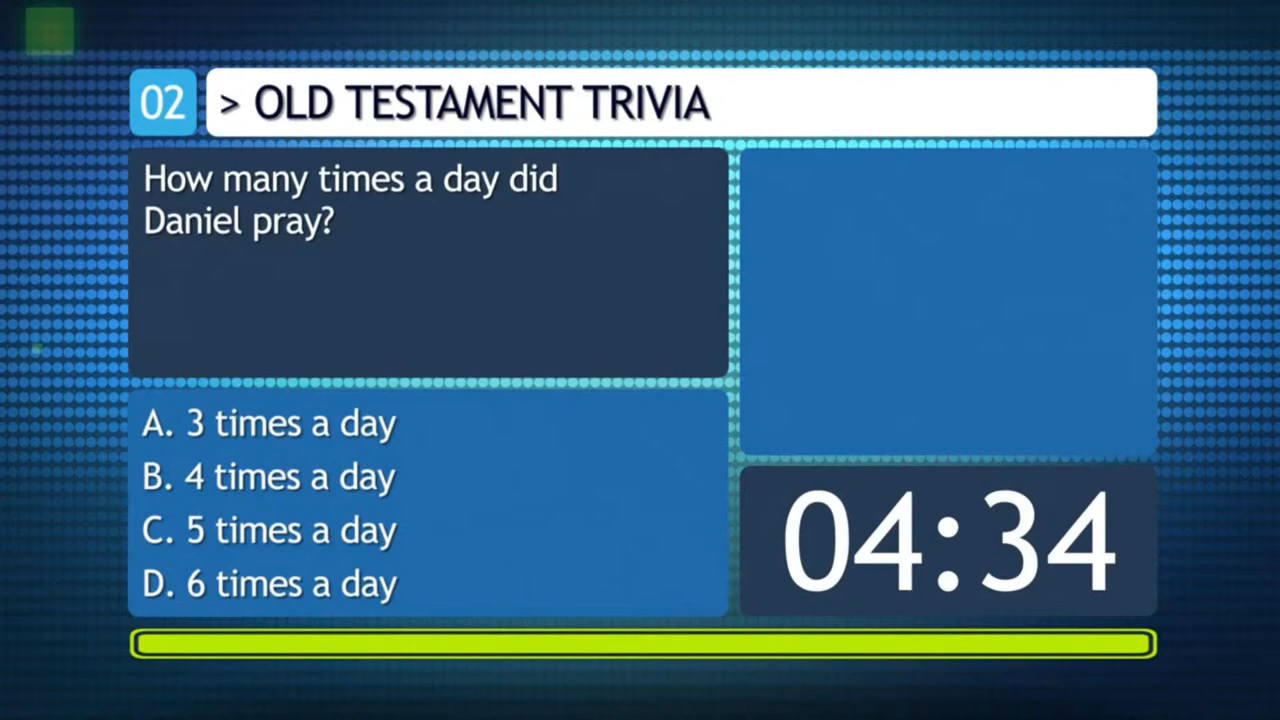 02
> OLD TESTAMENT TRIVIA
How many times a day did
Daniel pray?
A. 3 times a day
B. 4 times a day
C. 5 times a day
D. 6 times a day
04:34